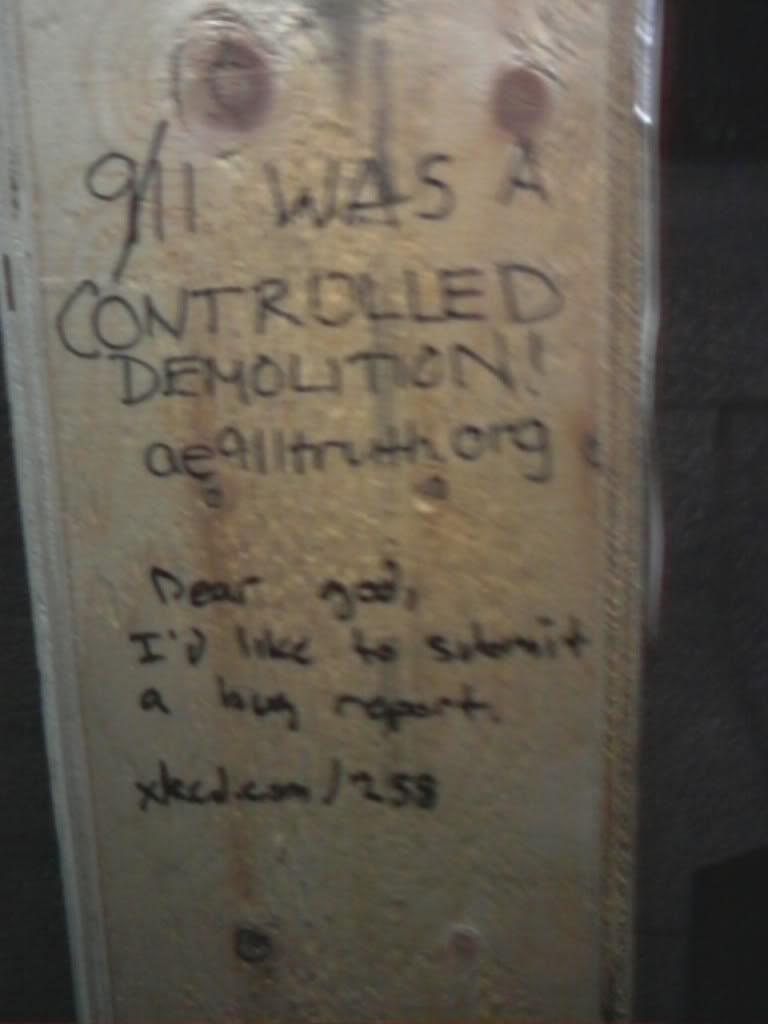 9/11 WAS A
CONTROLLED
DEMOLITION!
ae911truth.org
Dear god,
I'd like to submit
a bug report.
xkcd.com/258